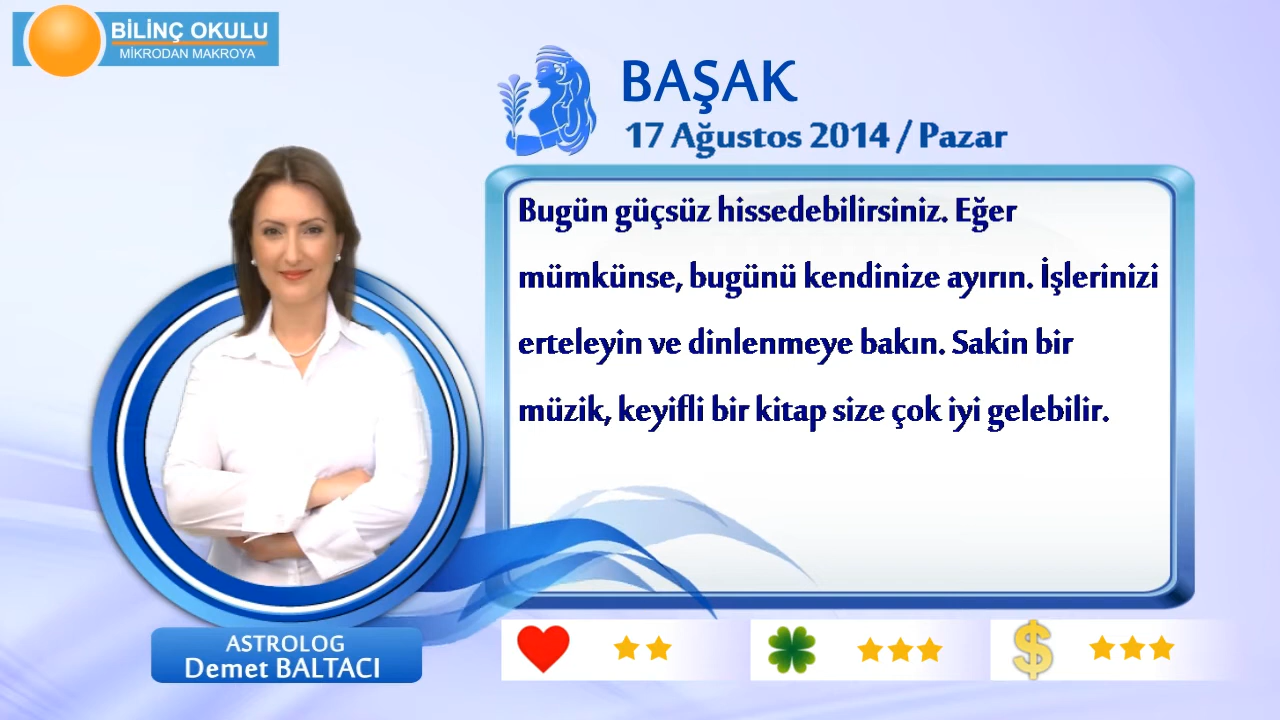 BİLİNÇ OKULU
MİKRODAN MAKROYA
BAŞAK
17 Ağustos 2014 / Pazar
Bugün güçsüz hissedebilirsiniz. Eğer
mümkünse, bugünü kendinize ayırın. İşlerinizi
erteleyin ve dinlenmeye bakın. Sakin bir
müzik, keyifli bir kitap size çok iyi gelebilir.
ASTROLOG
Demet BALTACI